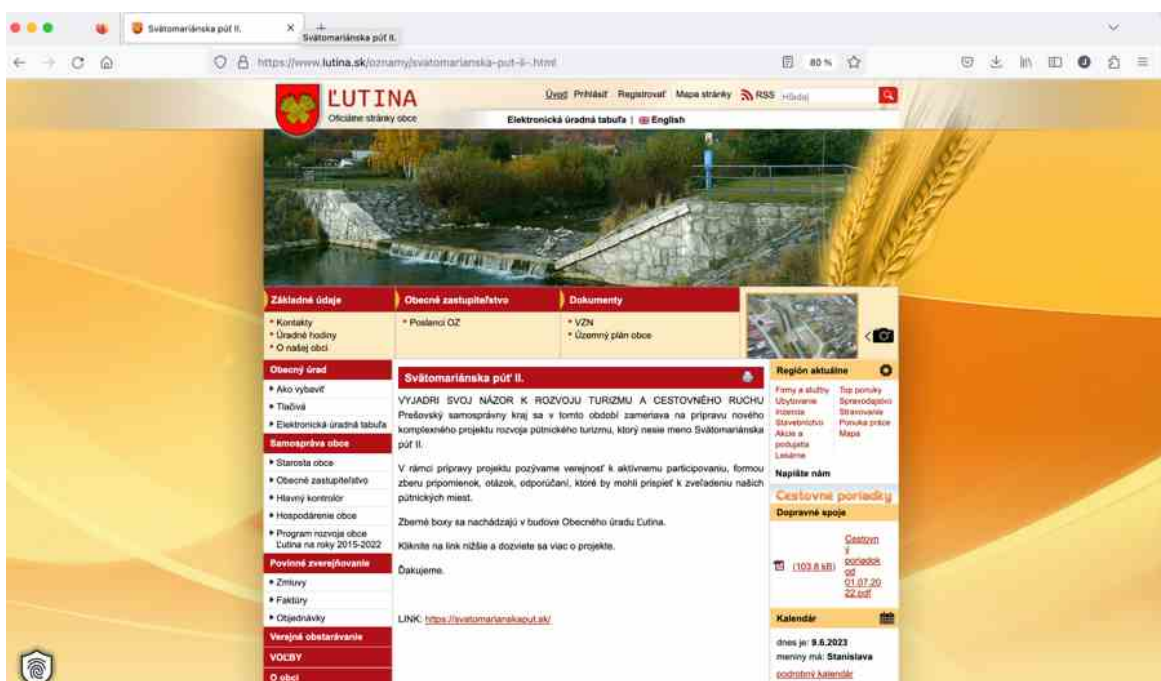 Svätomariánska púť II.
Svätomariánska púť II.
https://www.lutina.sk/oznamy/svatomarianska-put-ii-.html
80 %
ĽUTINA
Oficiálne stránky obce
Úvod Prihlásiť Registrovať Mapa stránky RSS Hľadaj
Elektronická úradná tabuľa | English
Základné údaje
Kontakty
Úradné hodiny
O našej obci
Obecné zastupiteľstvo
Poslanci OZ
Dokumenty
VZN
Územný plán obce
Obecný úrad
Ako vybaviť
Tlačivá
Elektronická úradná tabuľa
Samospráva obce
Starosta obce
Obecné zastupiteľstvo
Hlavný kontrolór
Hospodárenie obce
Program rozvoja obce
Ľutina na roky 2015-2022
Povinné zverejňovanie
Zmluvy
Faktúry
Objednávky
Verejné obstarávanie
VOĽBY
O obci
Svätomariánska púť II.
VYJADRI SVOJ NÁZOR K ROZVOJU TURIZMU A CESTOVNÉHO RUCHU
Prešovský samosprávny kraj sa v tomto období zameriava na prípravu nového
komplexného projektu rozvoja pútnického turizmu, ktorý nesie meno Svätomariánska
púť II.
V rámci prípravy projektu pozývame verejnosť k aktívnemu participovaniu, formou
zberu pripomienok, otázok, odporúčaní, ktoré by mohli prispieť k zveľadeniu našich
pútnických miest.
Zberné boxy sa nachádzajú v budove Obecného úradu Ľutina.
Kliknite na link nižšie a dozviete sa viac o projekte.
Ďakujeme.
LINK: https://svatomarianskaput.sk/
Región aktuálne
Firmy a služby
Ubytovanie
Inzercia
Stavebníctvo
Akcie a
podujatia
Lekárne
Top ponuky
Spravodajstvo
Stravovanie
Ponuka práce
Mapa
Napíšte nám
Cestovné poriadky
Dopravné spoje
(103.8 kB)
Cestovn
ý
poriadok
od
01.07.20
22.pdf
Kalendár
dnes je: 9.6.2023
meniny má: Stanislava
podrobný kalendár